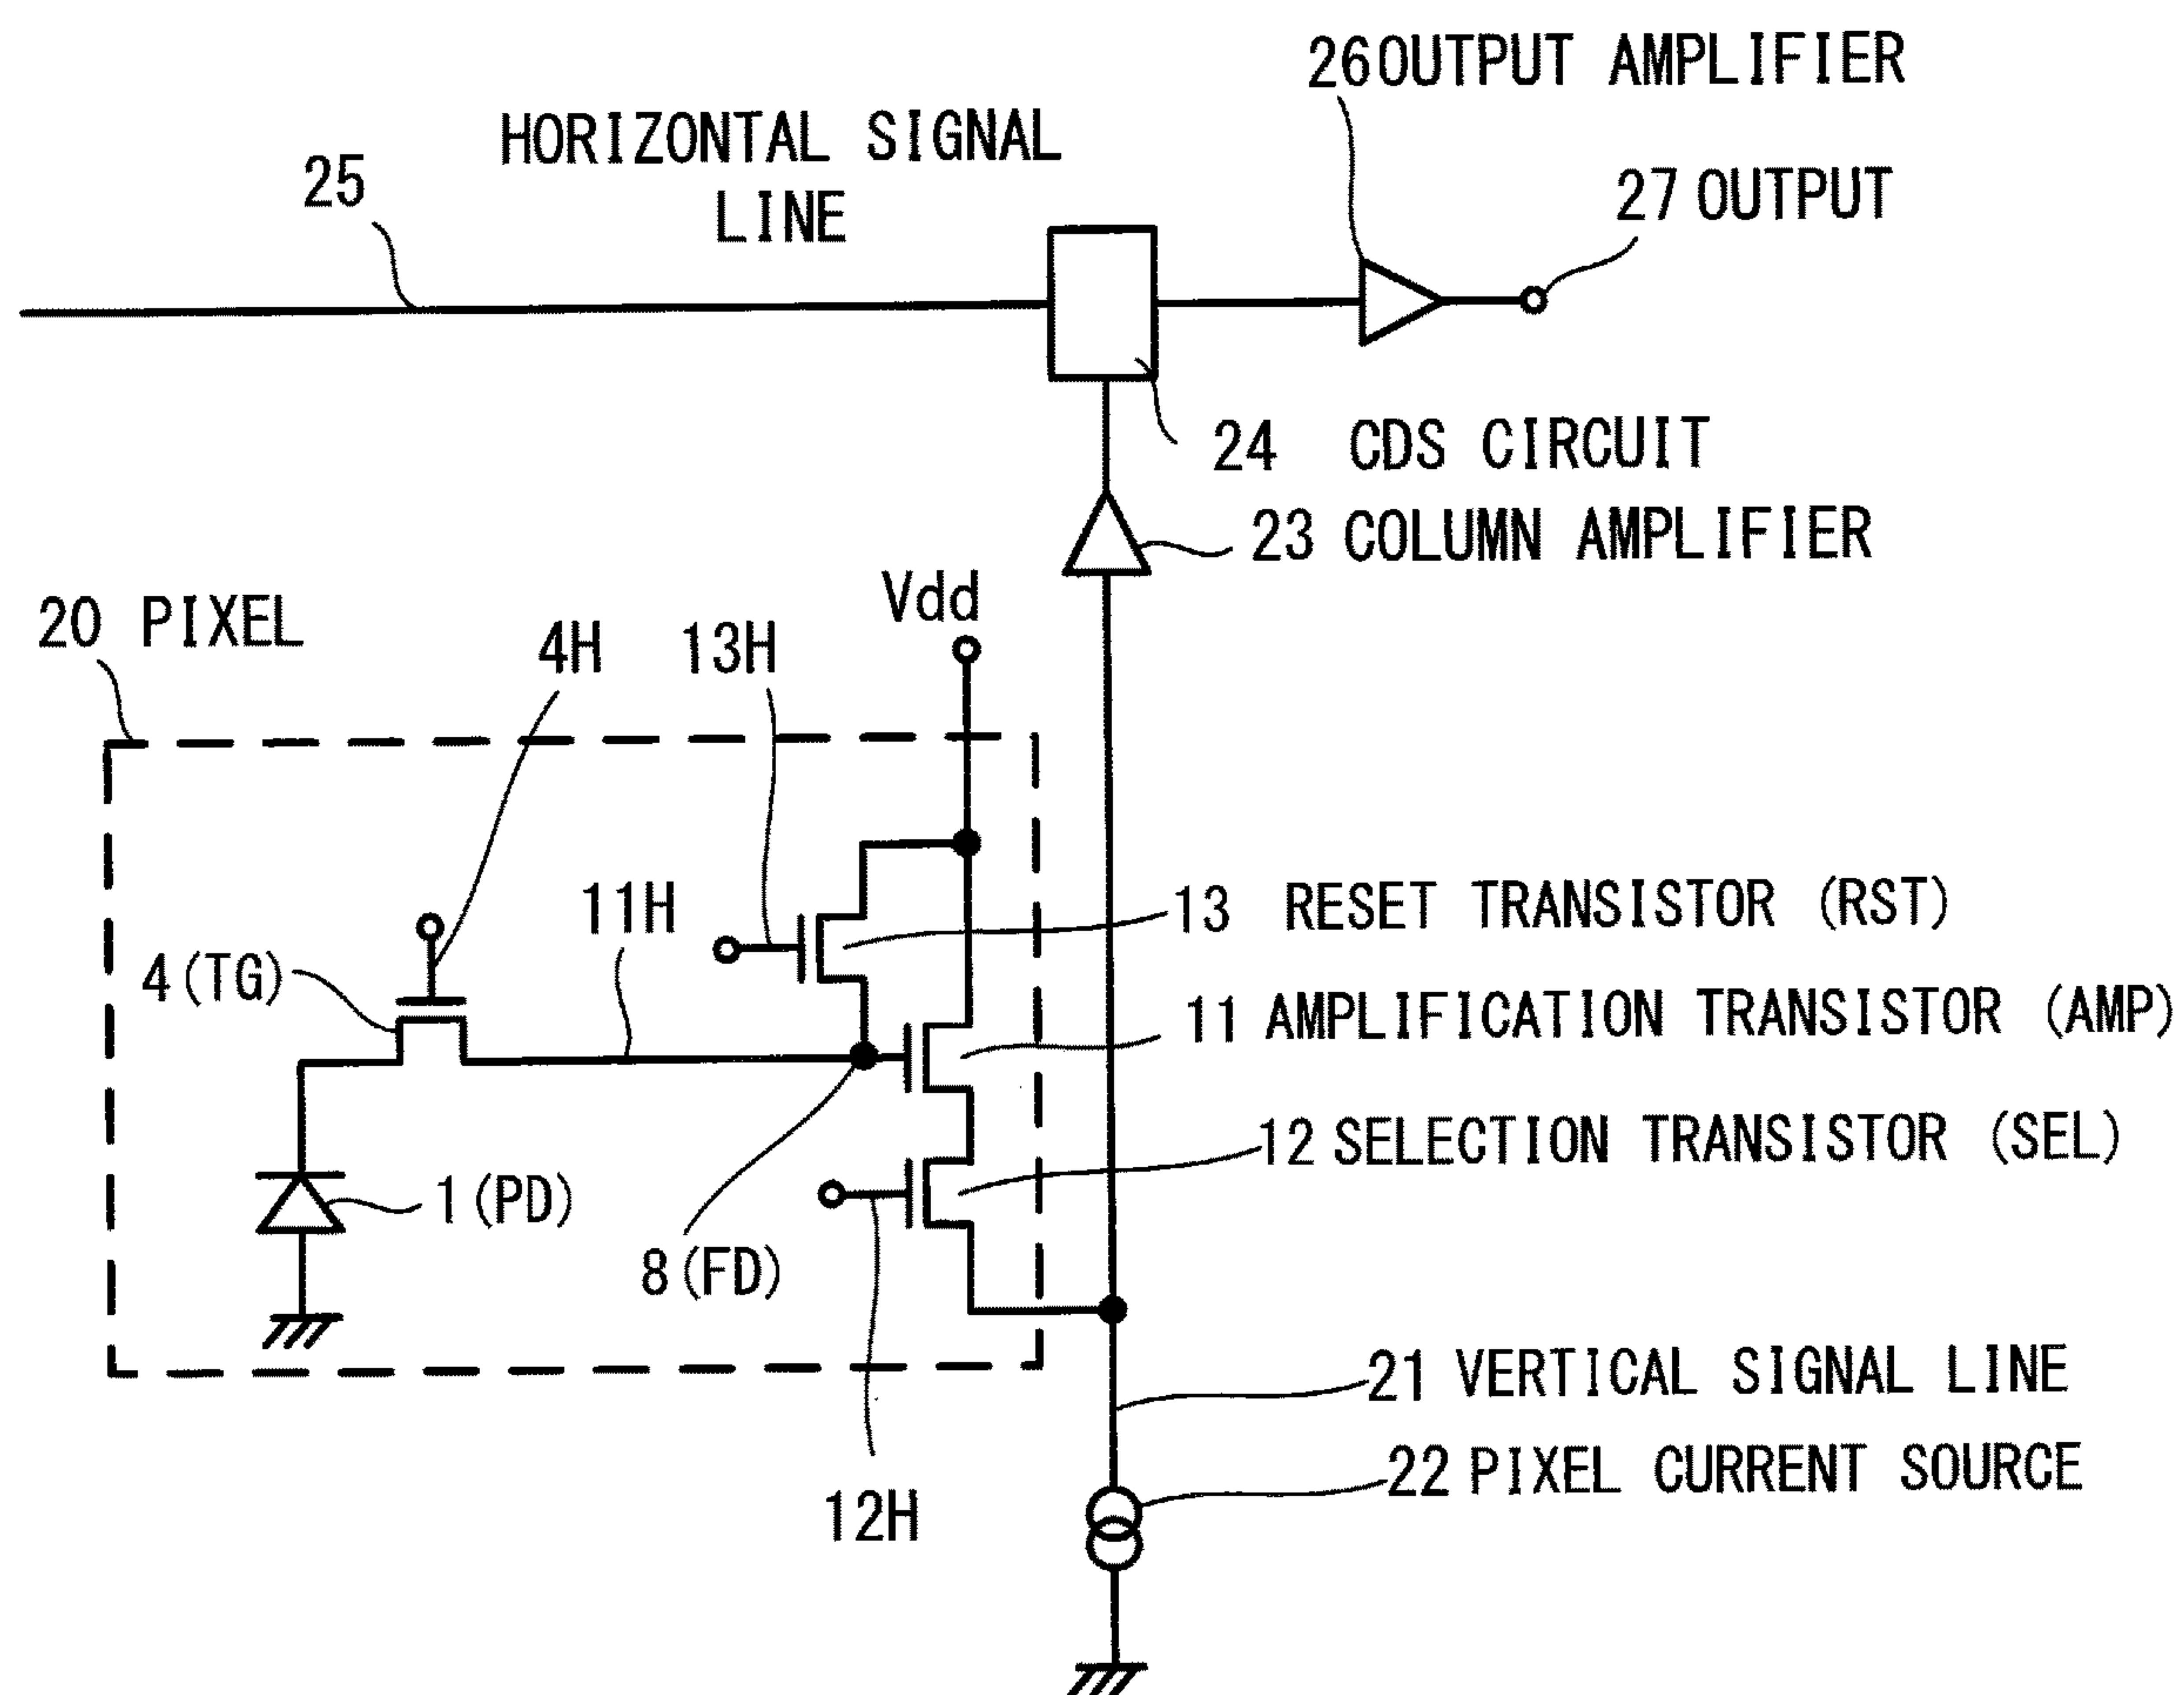 26 OUTPUT AMPLIFIER
HORIZONTAL SIGNAL
LINE
25
27 OUTPUT
24 CDS CIRCUIT
23 COLUMN AMPLIFIER
Vdd
20 PIXEL
4H
13H
11H
13 RESET TRANSISTOR (RST)
4(TG)
11 AMPLIFICATION TRANSISTOR (AMP)
12 SELECTION TRANSISTOR (SEL)
1(PD)
8(FD)
21 VERTICAL SIGNAL LINE
22 PIXEL CURRENT SOURCE
12H